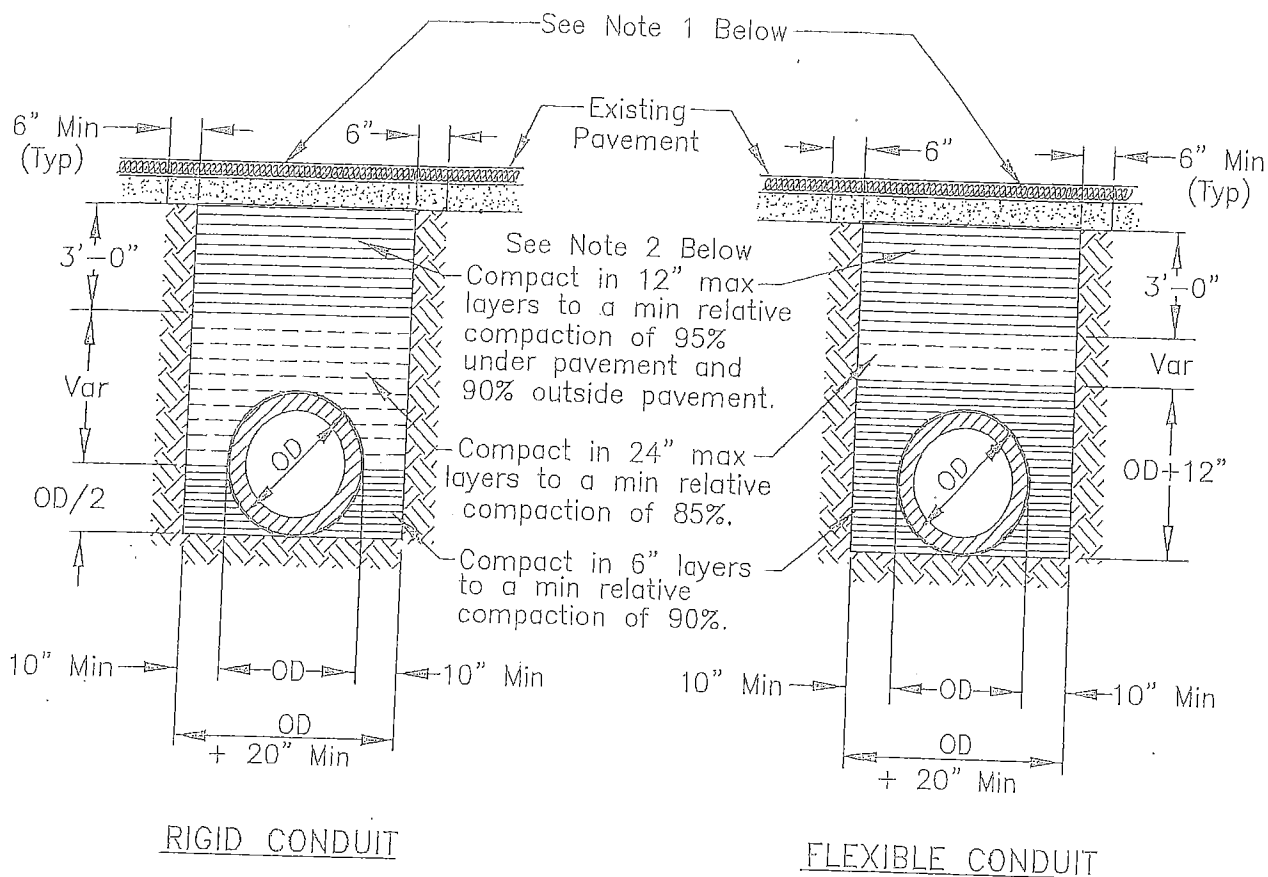 See Note 1 Below
6" Min
(Typ)
6"
Existing
Pavement
6"
6" Min
(Typ)
3'-0"
See Note 2 Below
Compact in 12" max
layers to a min relative
compaction of 95%
under pavement and
90% outside pavement.
3'-0"
Var
Var
OD
Compact in 24" max
layers to a min relative
compaction of 85%.
OD
OD+12"
OD/2
Compact in 6" layers
to a min relative
compaction of 90%.
10" Min
OD
10" Min
10" Min
OD
10" Min
OD
+ 20" Min
OD
+ 20" Min
RIGID CONDUIT
FLEXIBLE CONDUIT